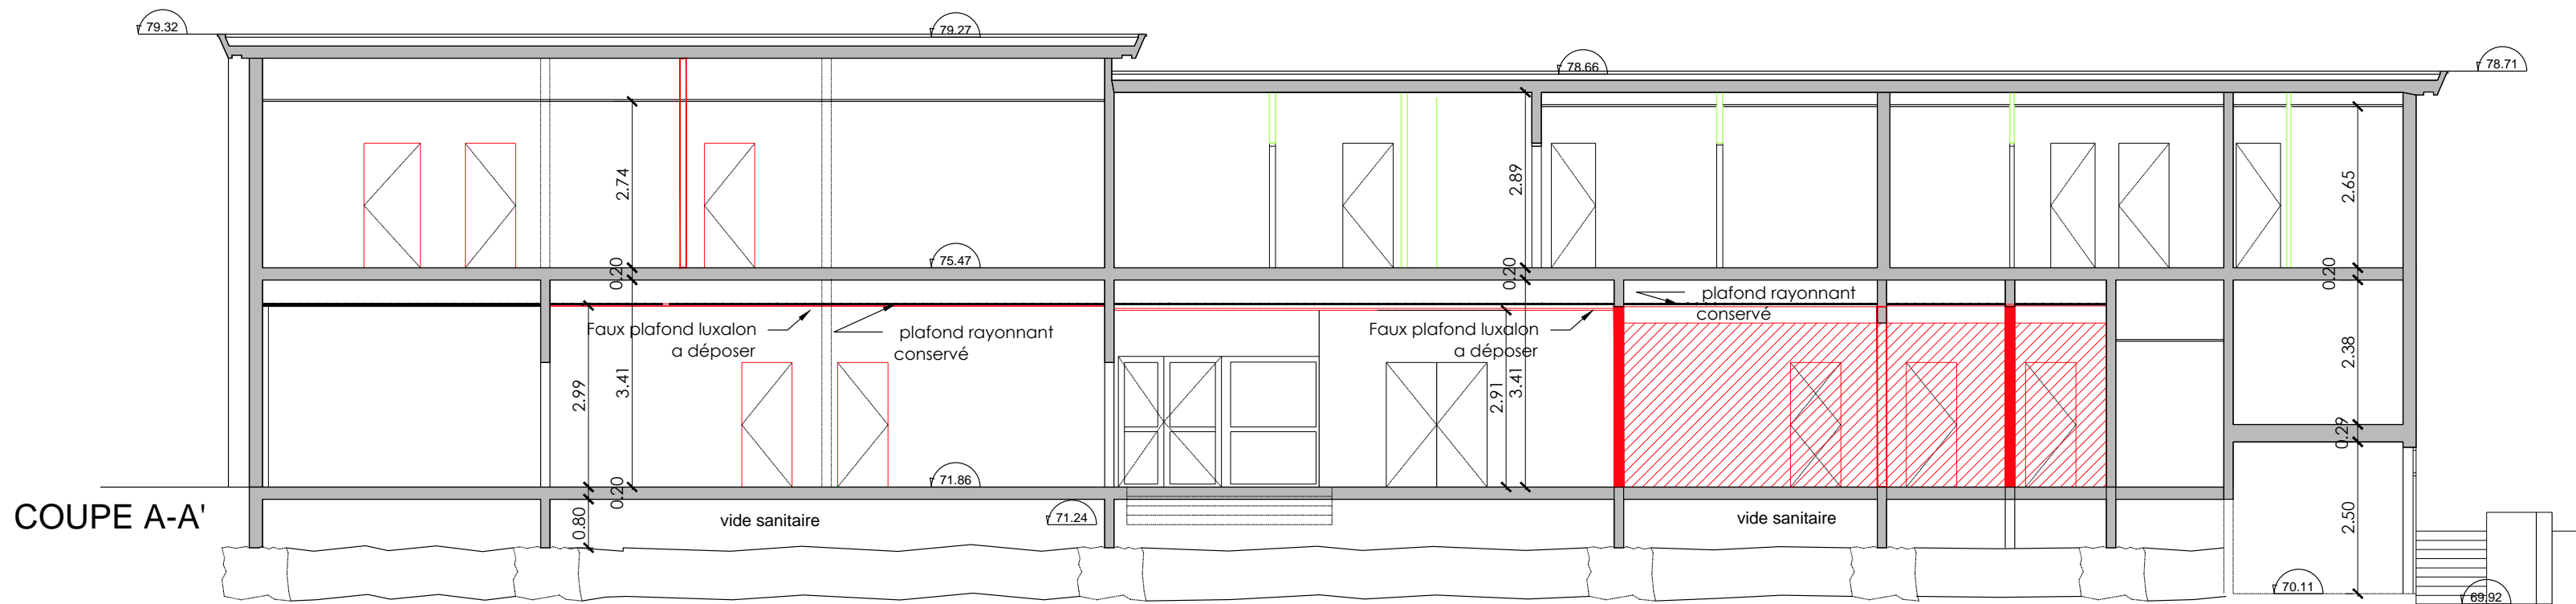 79.32
79.27
78.66
78.71
2.74
2.89
2.65
75.47
0.20
0.20
0.20
Faux plafond luxalon
a déposer
plafond rayonnant
conservé
Faux plafond luxalon
a déposer
plafond rayonnant
conservé
2.99
3.41
2.91
3.41
2.38
0.29
71.86
0.20
0.80
COUPE A-A'
vide sanitaire
71.24
vide sanitaire
2.50
70.11
69.92